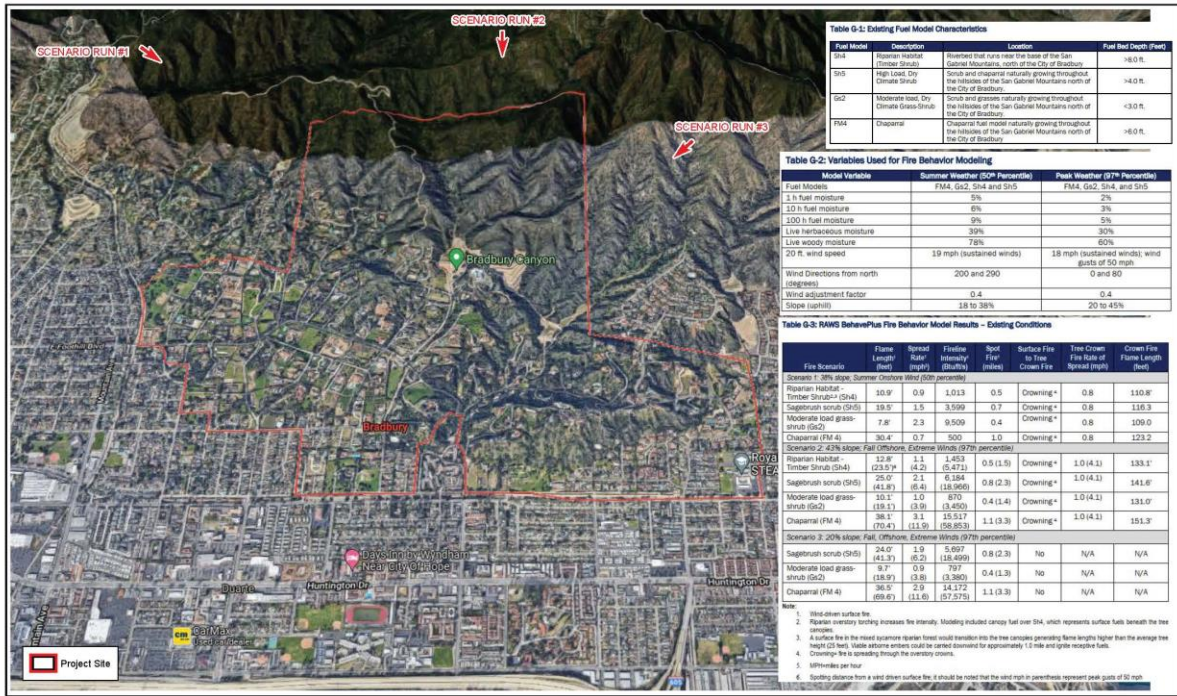 SCENARIO RUN #1
SCENARIO RUN #2
SCENARIO RUN #3
Bradbury Canyon
E Foothill Blvd
Bradbury
Royal
STEA
Days Inn by Wyndham
Near City Of Hope
Huntington Dr
Duarte
CarMax
Used car dealer
cm
605
Project Site
Table G-1: Existing Fuel Model Characteristics
Fuel Model Description Location Fuel Bed Depth (Feet)
Sh4 Riparian Habitat (Timber Shrub) Riverbed that runs near the base of the San Gabriel Mountains, north of the City of Bradbury >6.0 ft.
Sh5 High Load, Dry Climate Shrub Scrub and chaparral naturally growing throughout the hillsides of the San Gabriel Mountains north of the City of Bradbury. >4.0 ft.
Gs2 Moderate load, Dry Climate Grass-Shrub Scrub and grasses naturally growing throughout the hillsides of the San Gabriel Mountains north of the City of Bradbury. <3.0 ft.
FM4 Chaparral Chaparral fuel model naturally growing throughout the hillsides of the San Gabriel Mountains north of the City of Bradbury >6.0 ft.
Table G-2: Variables Used for Fire Behavior Modeling
Model Variable Summer Weather (50th Percentile) Peak Weather (97th Percentile)
Fuel Models FM4, Gs2, Sh4 and Sh5 FM4, Gs2, Sh4, and Sh5
1 h fuel moisture 5% 2%
10 h fuel moisture 6% 3%
100 h fuel moisture 9% 5%
Live herbaceous moisture 39% 30%
Live woody moisture 78% 60%
20 ft. wind speed 19 mph (sustained winds) 18 mph (sustained winds); wind gusts of 50 mph
Wind Directions from north (degrees) 200 and 290 0 and 80
Wind adjustment factor 0.4 0.4
Slope (uphill) 18 to 38% 20 to 45%
Table G-3: RAWS BehavePlus Fire Behavior Model Results – Existing Conditions
Fire Scenario Flame Length¹ (feet) Spread Rate¹ (mph⁵) Fireline Intensity¹ (Btu/ft/s) Spot Fire¹ (miles) Surface Fire to Tree Crown Fire Tree Crown Fire Rate of Spread (mph) Crown Fire Flame Length (feet)
Scenario 1: 38% slope; Summer Onshore Wind (50th percentile)
Riparian Habitat - Timber Shrub²,³ (Sh4) 10.9' 0.9 1,013 0.5 Crowning ⁴ 0.8 110.8'
Sagebrush scrub (Sh5) 19.5' 1.5 3,599 0.7 Crowning ⁴ 0.8 116.3
Moderate load grass-shrub (Gs2) 7.8' 2.3 9,509 0.4 Crowning ⁴ 0.8 109.0
Chaparral (FM 4) 30.4' 0.7 500 1.0 Crowning ⁴ 0.8 123.2
Scenario 2: 43% slope; Fall Offshore, Extreme Winds (97th percentile)
Riparian Habitat - Timber Shrub (Sh4) 12.8' (23.5')⁶ 1.1 (4.2) 1,453 (5,471) 0.5 (1.5) Crowning ⁴ 1.0 (4.1) 133.1'
Sagebrush scrub (Sh5) 25.0' (41.8') 2.1 (6.4) 6,184 (18,966) 0.8 (2.3) Crowning ⁴ 1.0 (4.1) 141.6'
Moderate load grass-shrub (Gs2) 10.1' (19.1') 1.0 (3.9) 870 (3,450) 0.4 (1.4) Crowning ⁴ 1.0 (4.1) 131.0'
Chaparral (FM 4) 38.1' (70.4') 3.1 (11.9) 15,517 (58,853) 1.1 (3.3) Crowning ⁴ 1.0 (4.1) 151.3'
Scenario 3: 20% slope; Fall, Offshore, Extreme Winds (97th percentile)
Sagebrush scrub (Sh5) 24.0' (41.3') 1.9 (6.2) 5,697 (18,499) 0.8 (2.3) No N/A N/A
Moderate load grass-shrub (Gs2) 9.7' (18.9') 0.9 (3.8) 797 (3,380) 0.4 (1.3) No N/A N/A
Chaparral (FM 4) 36.5' (69.6') 2.9 (11.6) 14,172 (57,575) 1.1 (3.3) No N/A N/A
Note:
1. Wind-driven surface fire.
2. Riparian overstory torching increases fire intensity. Modeling included canopy fuel over Sh4, which represents surface fuels beneath the tree canopies.
3. A surface fire in the mixed sycamore riparian forest would transition into the tree canopies generating flame lengths higher than the average tree height (25 feet). Viable airborne embers could be carried downwind for approximately 1.0 mile and ignite receptive fuels.
4. Crowning= fire is spreading through the overstory crowns.
5. MPH=miles per hour
6. Spotting distance from a wind driven surface fire; it should be noted that the wind mph in parenthesis represent peak gusts of 50 mph